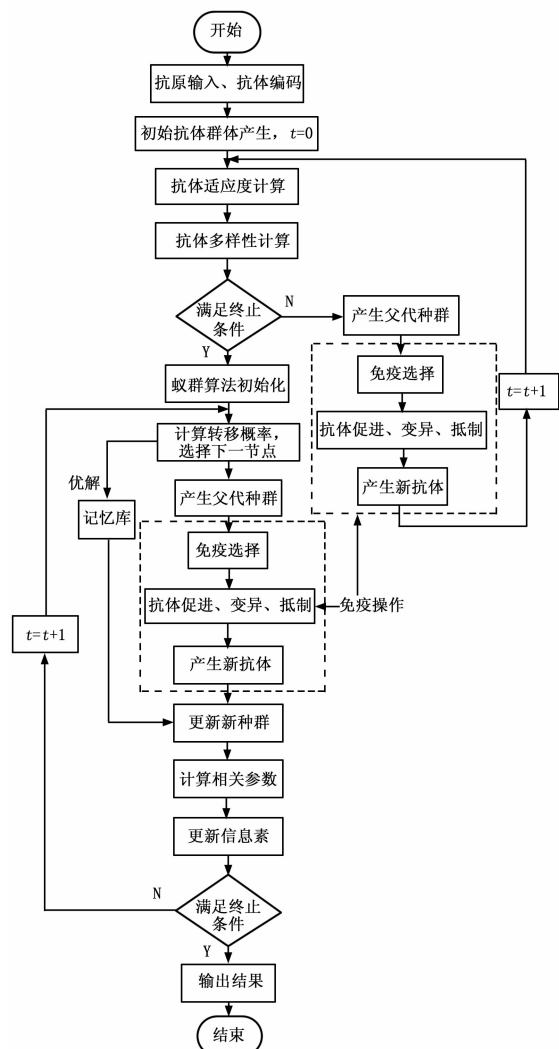 开始
抗原输入、抗体编码
初始抗体群体产生，t=0
抗体适应度计算
抗体多样性计算
满足终止
条件
N
Y
产生父代种群
免疫选择
抗体促进、变异、抵制
产生新抗体
t=t+1
蚁群算法初始化
计算转移概率，
选择下一节点
优解
记忆库
产生父代种群
免疫选择
抗体促进、变异、抵制
免疫操作
产生新抗体
t=t+1
更新新种群
计算相关参数
更新信息素
满足终止
条件
N
Y
输出结果
结束